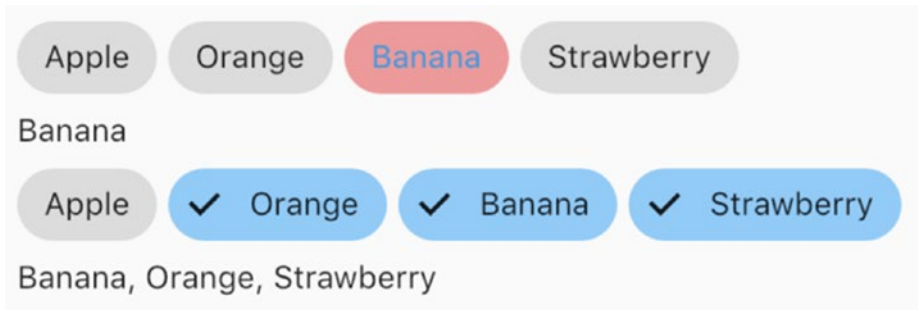 Apple Orange Banana Strawberry
Banana
Apple Orange Banana Strawberry
Banana, Orange, Strawberry